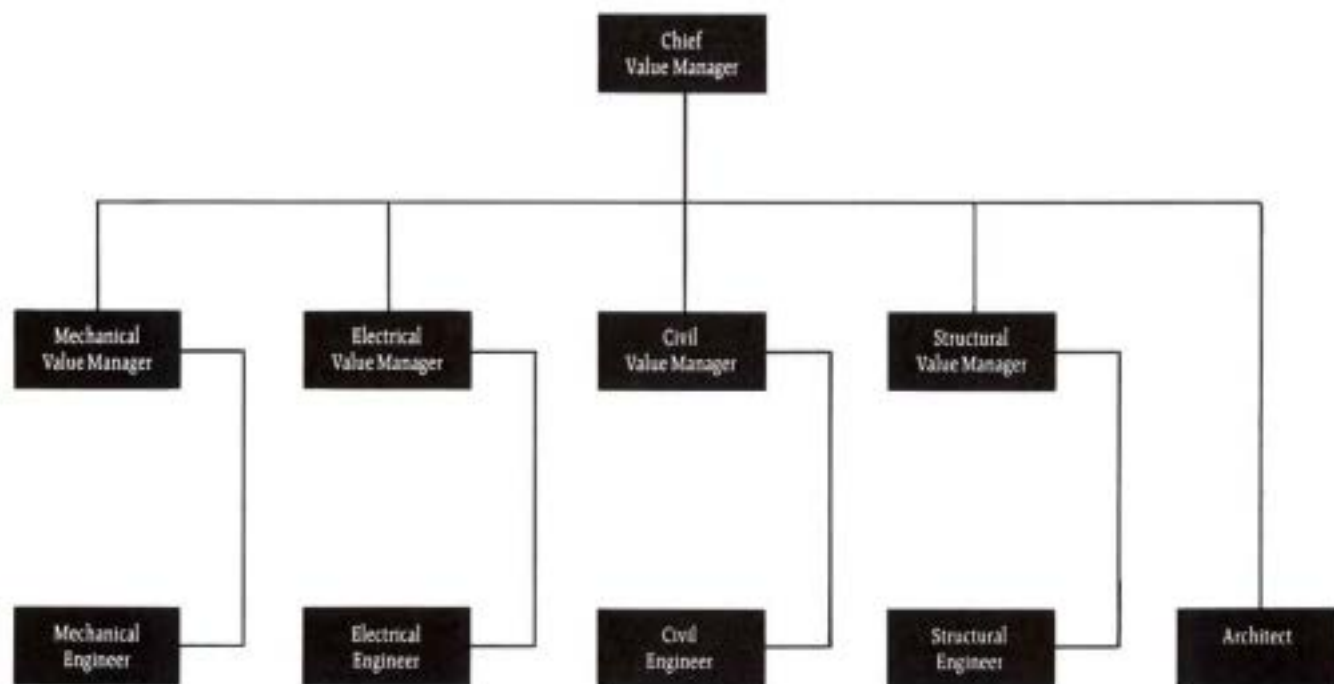 Chief
Value Manager
Mechanical
Value Manager
Electrical
Value Manager
Civil
Value Manager
Structural
Value Manager
Mechanical
Engineer
Electrical
Engineer
Civil
Engineer
Structural
Engineer
Architect